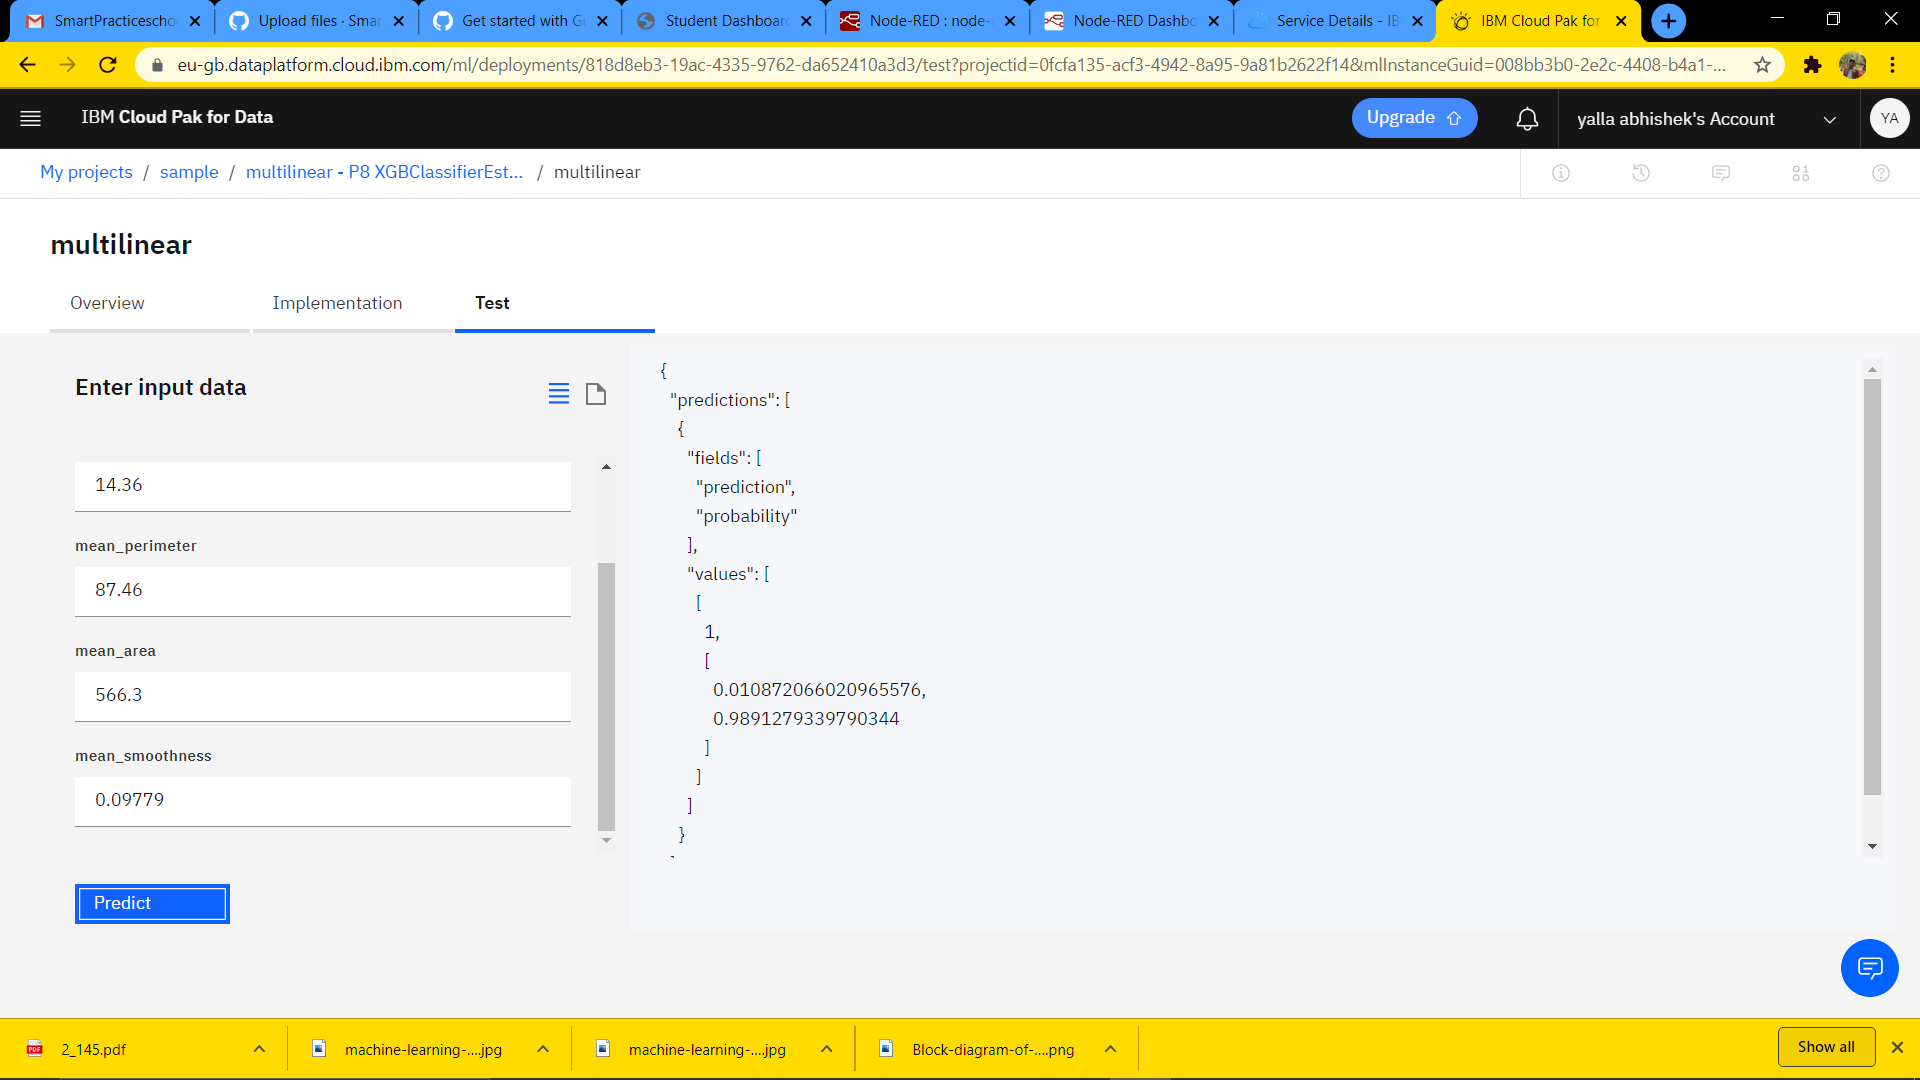 SmartPracticescho
Upload files · Smar
Get started with Gi
Student Dashboard
Node-RED : node-r
Node-RED Dashbo
Service Details - IB
IBM Cloud Pak for
eu-gb.dataplatform.cloud.ibm.com/ml/deployments/818d8eb3-19ac-4335-9762-da652410a3d3/test?projectid=0fcfa135-acf3-4942-8a95-9a81b2622f14&mlInstanceGuid=008bb3b0-2e2c-4408-b4a1-...
IBM Cloud Pak for Data
Upgrade
yalla abhishek's Account
YA
My projects / sample / multilinear - P8 XGBClassifierEst... / multilinear
multilinear
Overview
Implementation
Test
Enter input data
14.36
mean_perimeter
87.46
mean_area
566.3
mean_smoothness
0.09779
Predict
{
"predictions": [
{
"fields": [
"prediction",
"probability"
],
"values": [
[
1,
[
0.010872066020965576,
0.9891279339790344
]
]
]
}
2_145.pdf
machine-learning-....jpg
machine-learning-....jpg
Block-diagram-of-....png
Show all